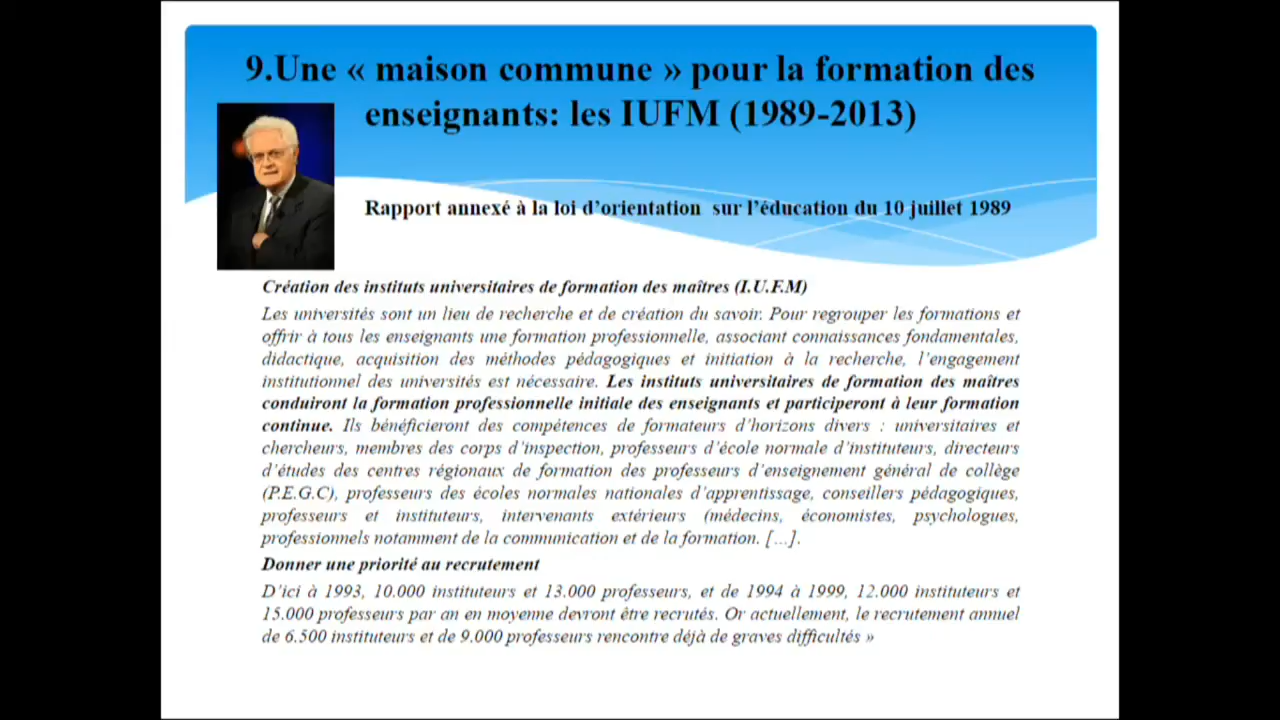 9.Une « maison commune » pour la formation des
enseignants: les IUFM (1989-2013)
Rapport annexé à la loi d’orientation sur l’éducation du 10 juillet 1989
Création des instituts universitaires de formation des maîtres (I.U.F.M)
Les universités sont un lieu de recherche et de création du savoir. Pour regrouper les formations et
offrir à tous les enseignants une formation professionnelle, associant connaissances fondamentales,
didactique, acquisition des méthodes pédagogiques et initiation à la recherche, l’engagement
institutionnel des universités est nécessaire. Les instituts universitaires de formation des maîtres
conduiront la formation professionnelle initiale des enseignants et participeront à leur formation
continue. Ils bénéficieront des compétences de formateurs d’horizons divers : universitaires et
chercheurs, membres des corps d’inspection, professeurs d’école normale d’instituteurs, directeurs
d’études des centres régionaux de formation des professeurs d’enseignement général de collège
(P.E.G.C), professeurs des écoles normales nationales d’apprentissage, conseillers pédagogiques,
professeurs et instituteurs, intervenants extérieurs (médecins, économistes, psychologues,
professionnels notamment de la communication et de la formation. […].
Donner une priorité au recrutement
D’ici à 1993, 10.000 instituteurs et 13.000 professeurs, et de 1994 à 1999, 12.000 instituteurs et
15.000 professeurs par an en moyenne devront être recrutés. Or actuellement, le recrutement annuel
de 6.500 instituteurs et de 9.000 professeurs rencontre déjà de graves difficultés »